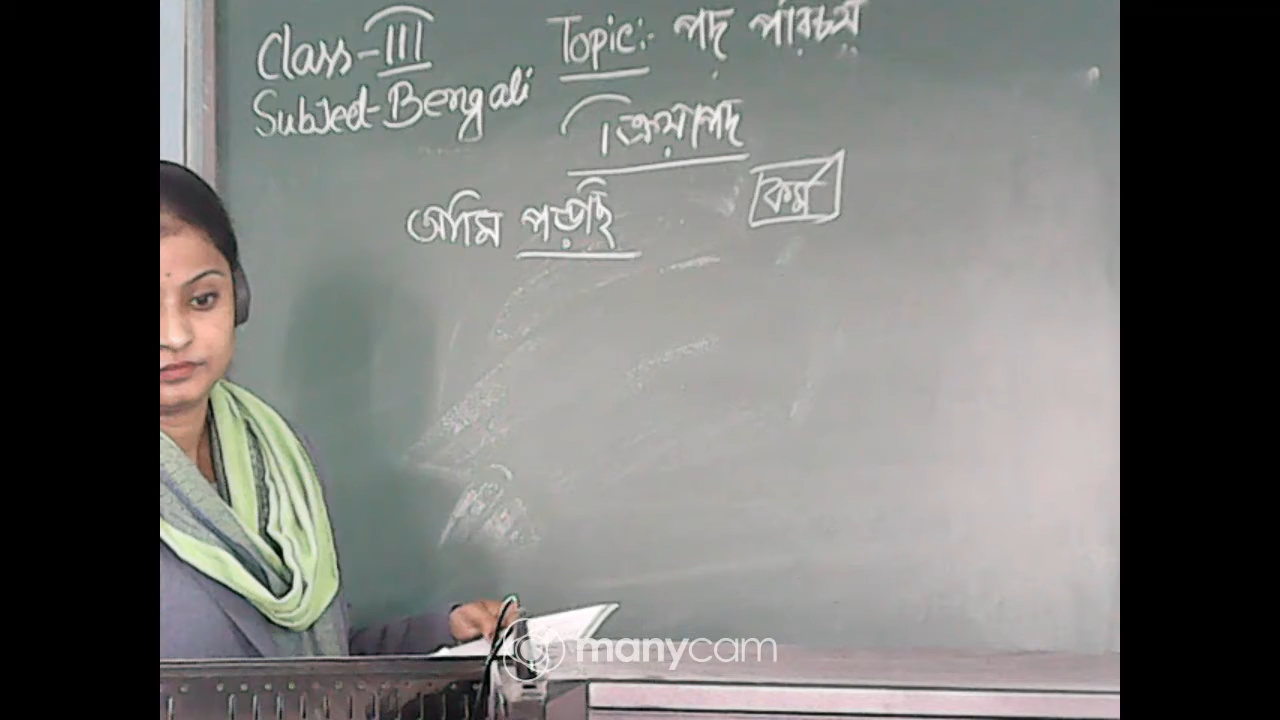 Class-III
Subject-Bengali
Topic:- পদ পরিচয়
ক্রিয়াপদ
কর্ম
আমি পড়ছি
manycam